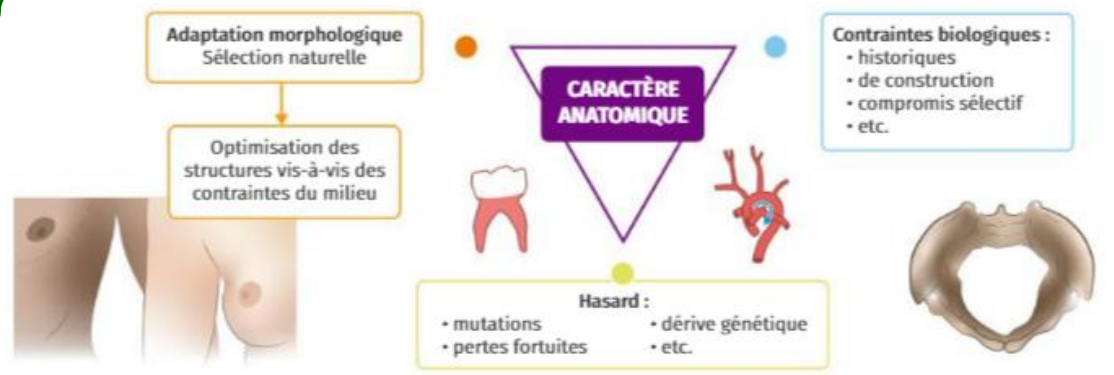 Adaptation morphologique
Sélection naturelle
Optimisation des
structures vis-à-vis des
contraintes du milieu
CARACTÈRE
ANATOMIQUE
Contraintes biologiques :
• historiques
• de construction
• compromis sélectif
• etc.
Hasard :
• mutations
• pertes fortuites
• dérive génétique
• etc.